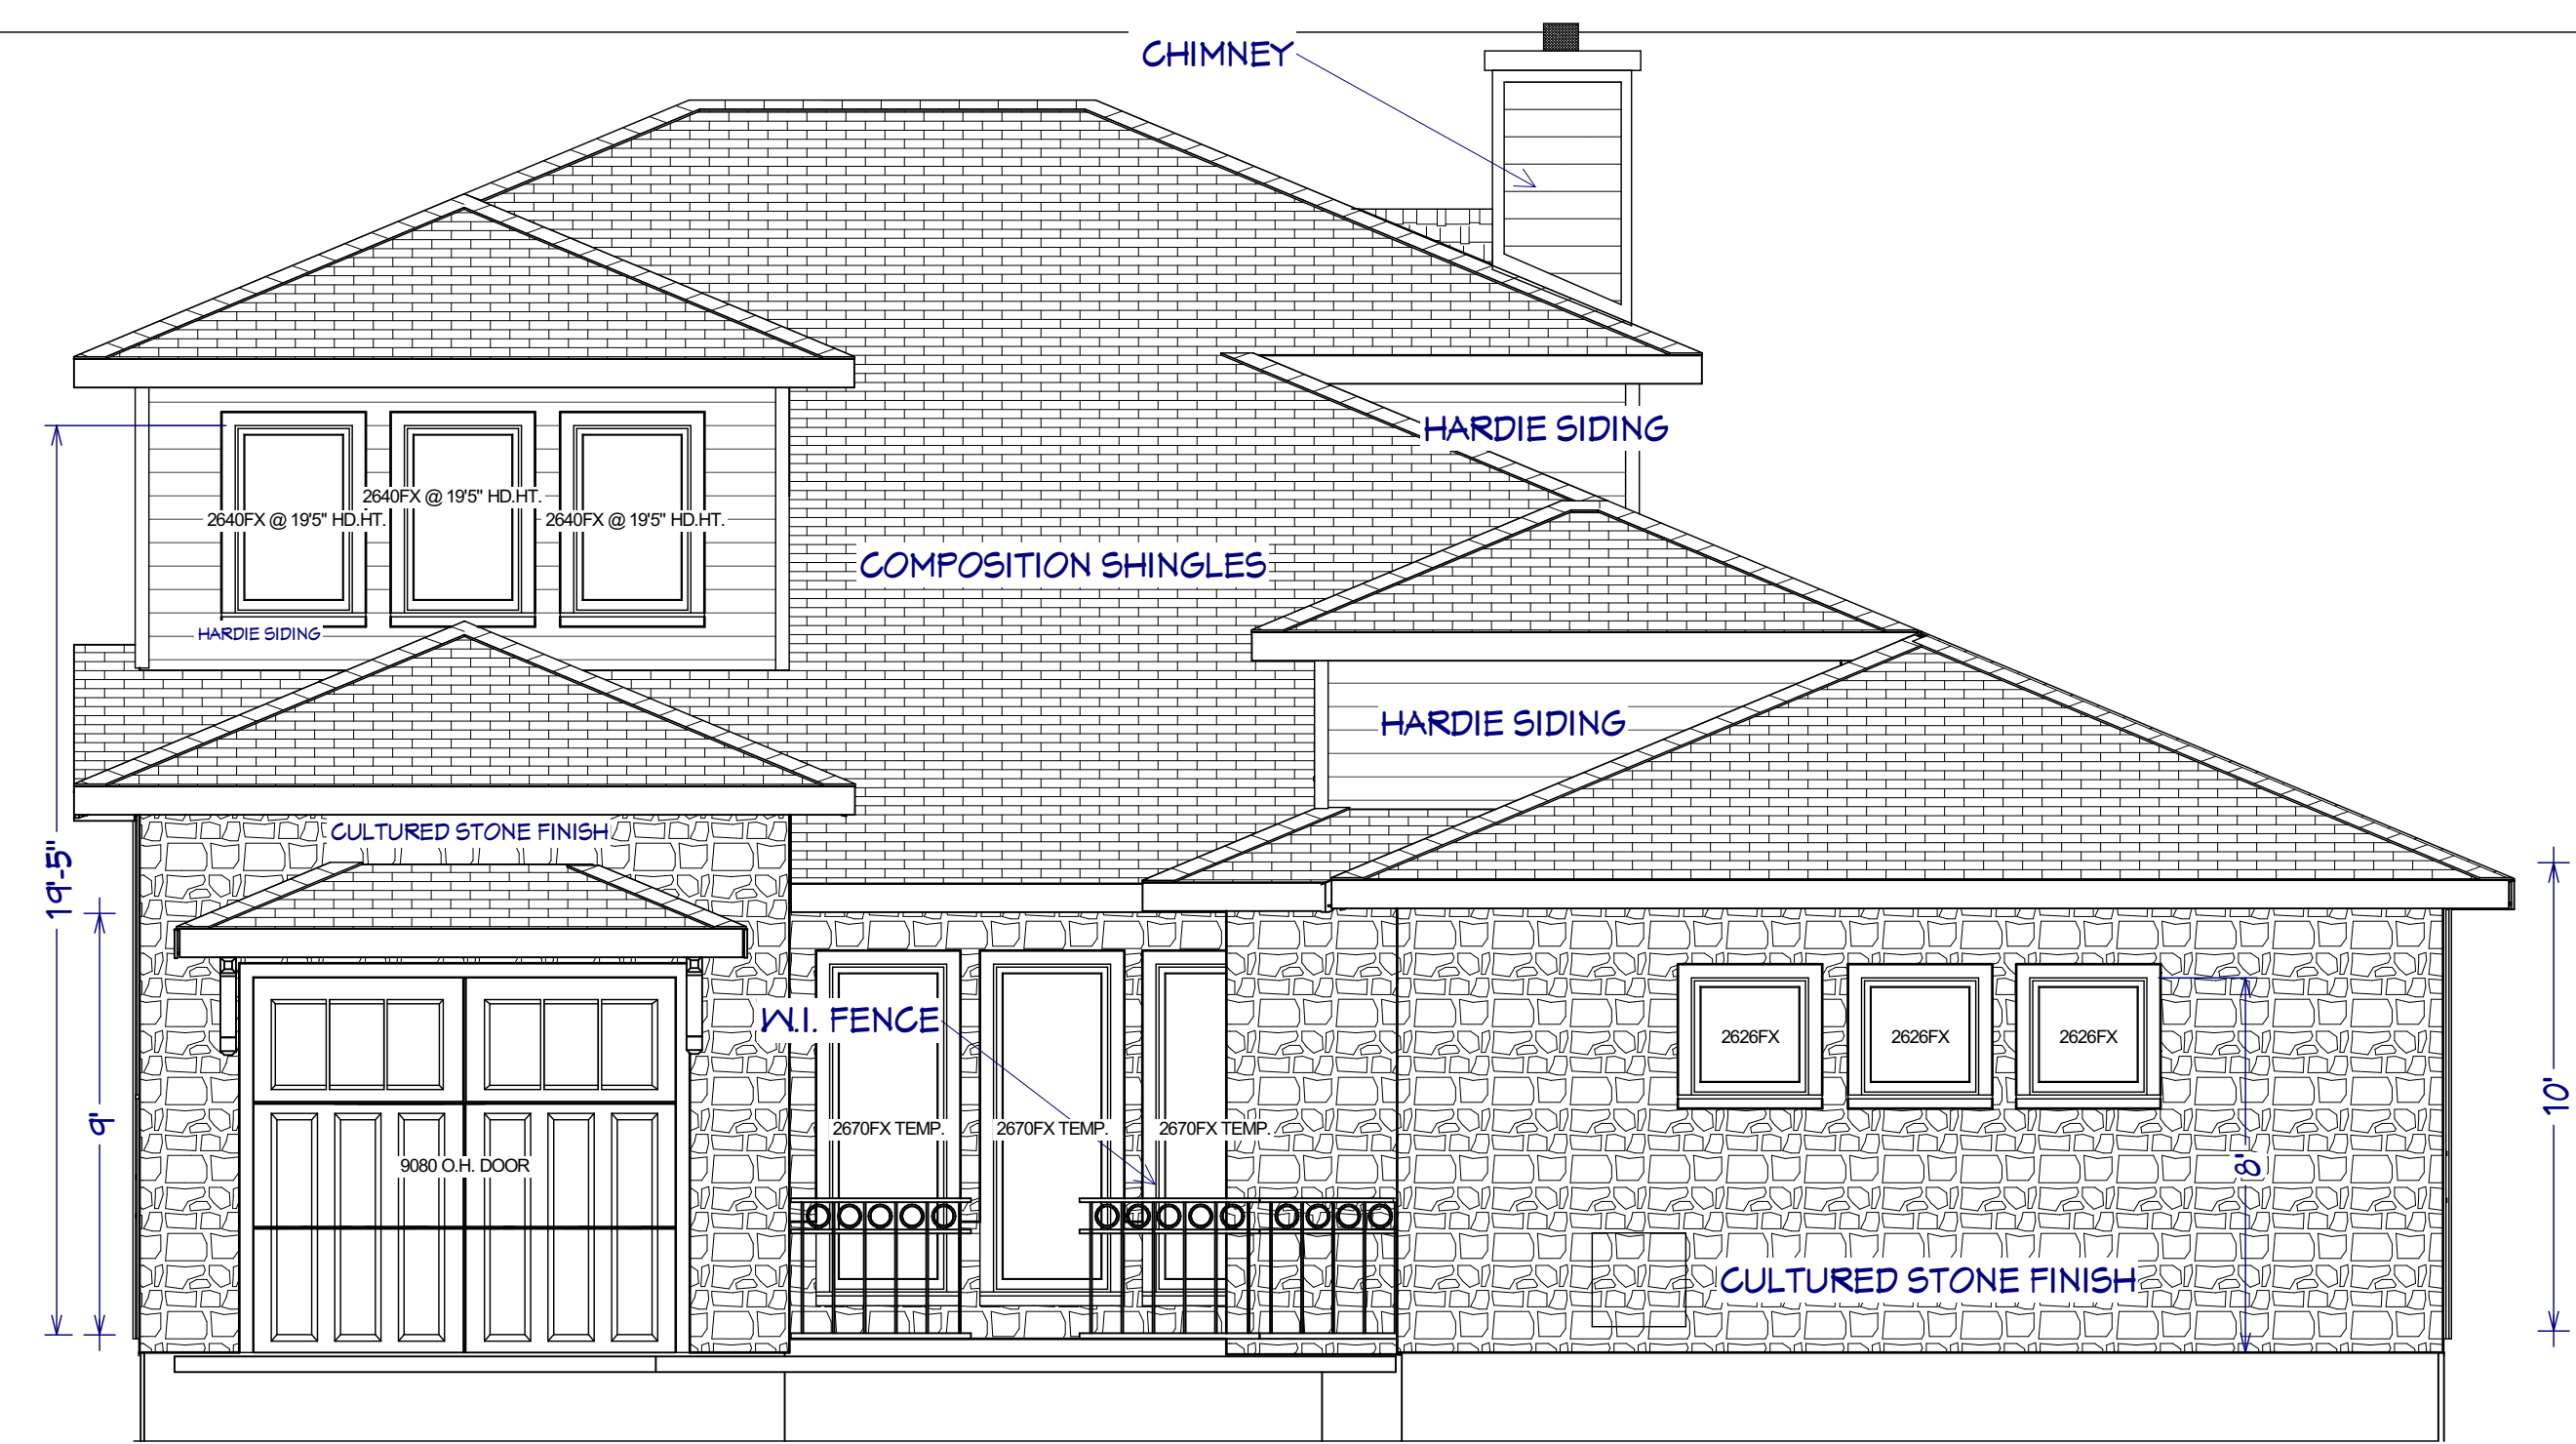 CHIMNEY
HARDIE SIDING
2640FX @ 19'5" HD.HT.
2640FX @ 19'5" HD.HT.
2640FX @ 19'5" HD.HT.
COMPOSITION SHINGLES
HARDIE SIDING
HARDIE SIDING
CULTURED STONE FINISH
19'-5"
9'
W.I. FENCE
2626FX
2626FX
2626FX
10'
2670FX TEMP.
2670FX TEMP.
2670FX TEMP.
9080 O.H. DOOR
8'
CULTURED STONE FINISH